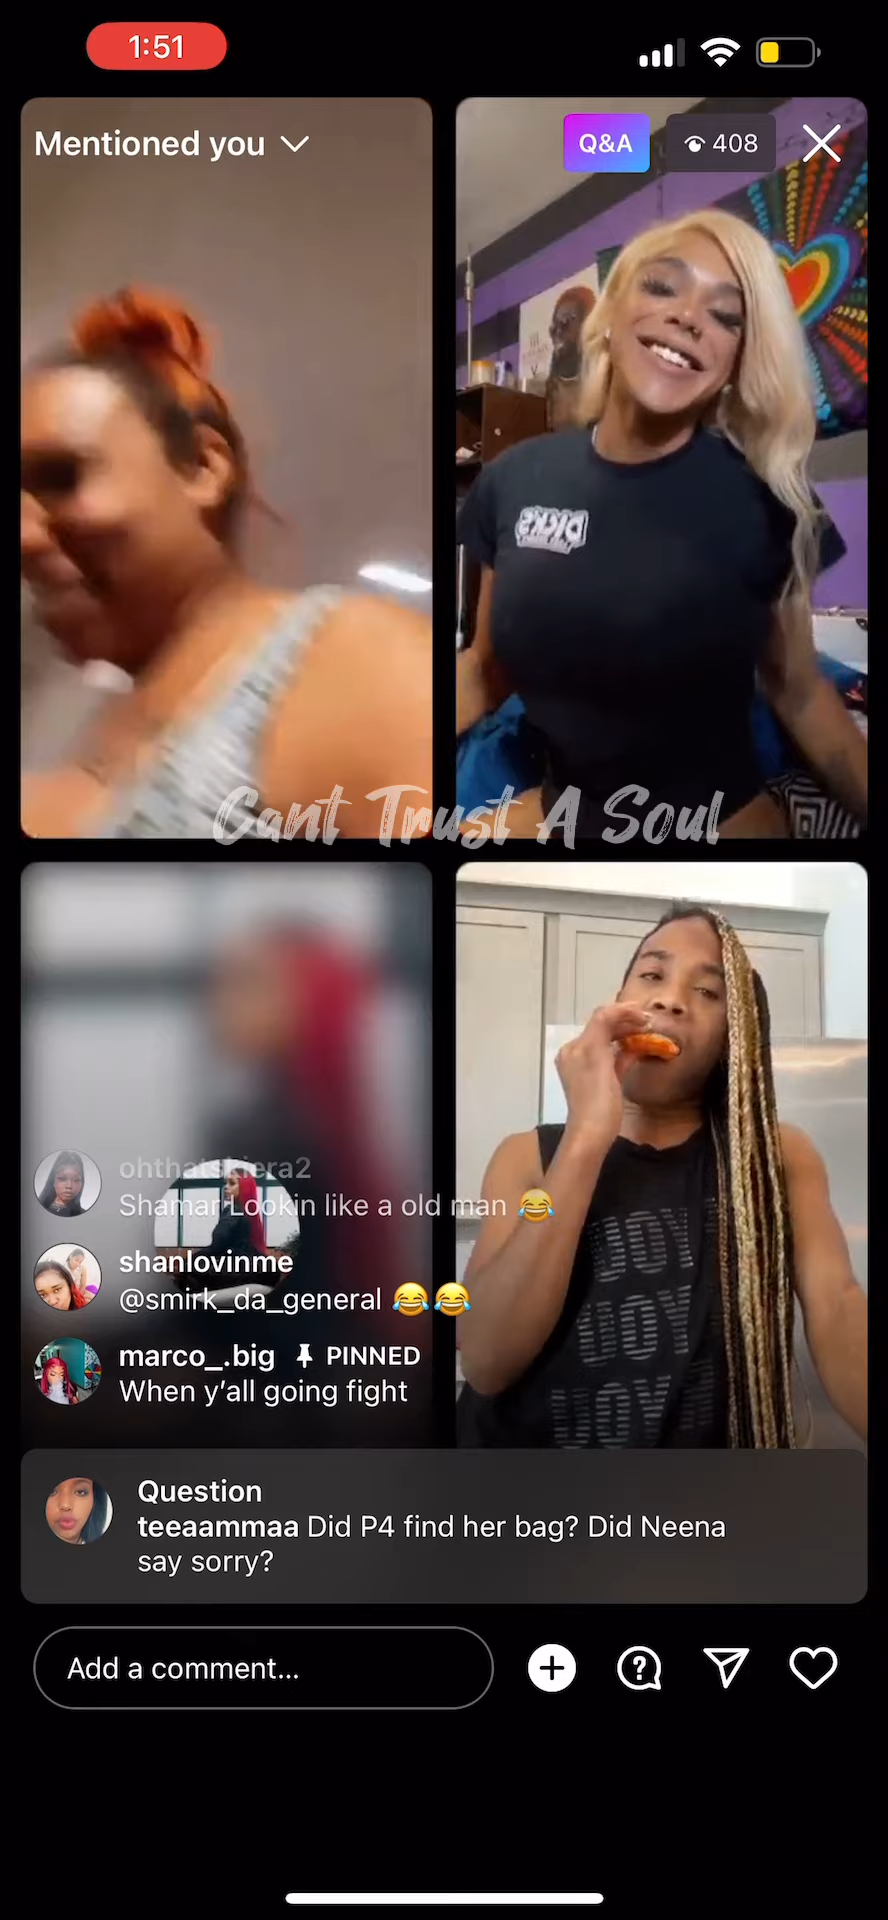 1:51
Mentioned you
Q&A
408
DICK'S
Cant Trust A Soul
ohthatskiera2
Shamar Lookin like a old man 😂
shanlovinme
@smirk_da_general 😂😂
marco_.big PINNED
When y'all going fight
Question
teeaammaa Did P4 find her bag? Did Neena
say sorry?
Add a comment...